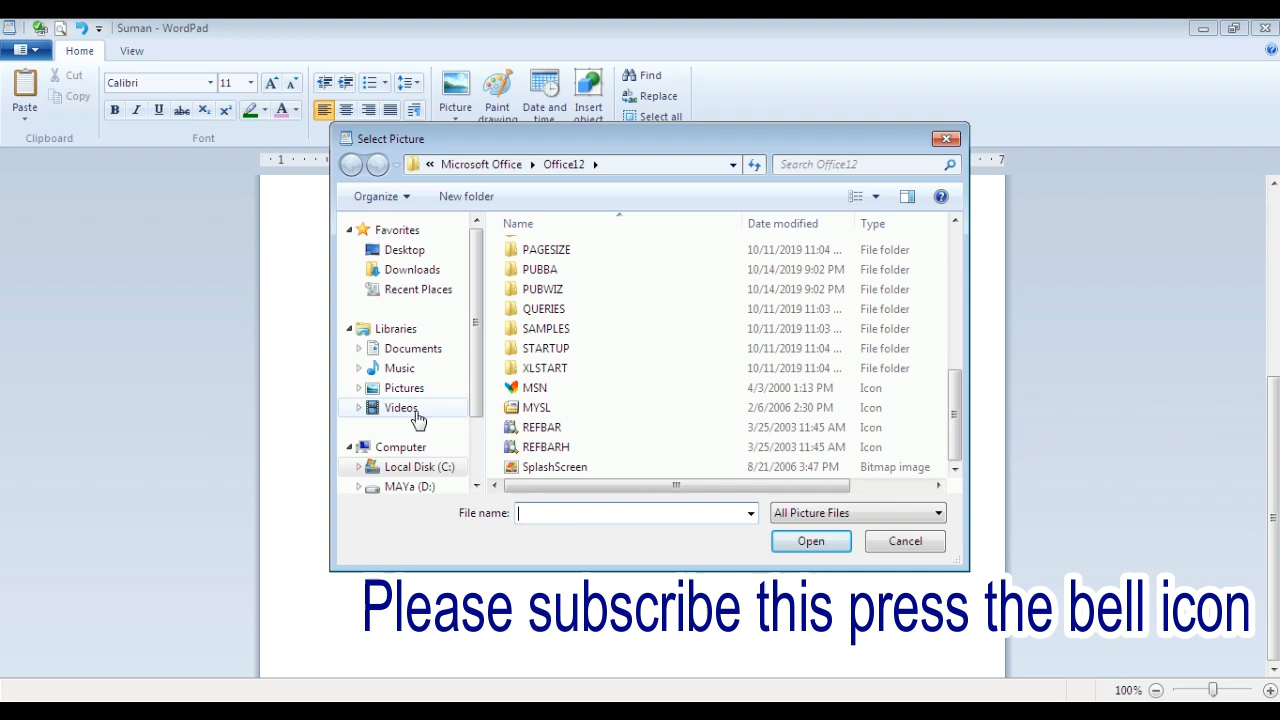 Suman - WordPad
Home View
Paste
Cut
Copy
Clipboard
Calibri 11
B I U abc X₂ X²
A
Font
Picture
Paint drawing
Date and time
Insert object
Find
Replace
Select all
1
7
Select Picture
« Microsoft Office Office12
Search Office12
Organize New folder
Favorites
Desktop
Downloads
Recent Places
Libraries
Documents
Music
Pictures
Videos
Computer
Local Disk (C:)
MAYa (D:)
Name Date modified Type
PAGESIZE 10/11/2019 11:04 ... File folder
PUBBA 10/14/2019 9:02 PM File folder
PUBWIZ 10/14/2019 9:02 PM File folder
QUERIES 10/11/2019 11:03 ... File folder
SAMPLES 10/11/2019 11:03 ... File folder
STARTUP 10/11/2019 11:04 ... File folder
XLSTART 10/11/2019 11:04 ... File folder
MSN 4/3/2000 1:13 PM Icon
MYSL 2/6/2006 2:30 PM Icon
REFBAR 3/25/2003 11:45 AM Icon
REFBARH 3/25/2003 11:45 AM Icon
SplashScreen 8/21/2006 3:47 PM Bitmap image
File name: All Picture Files
Open Cancel
Please subscribe this press the bell icon
100%